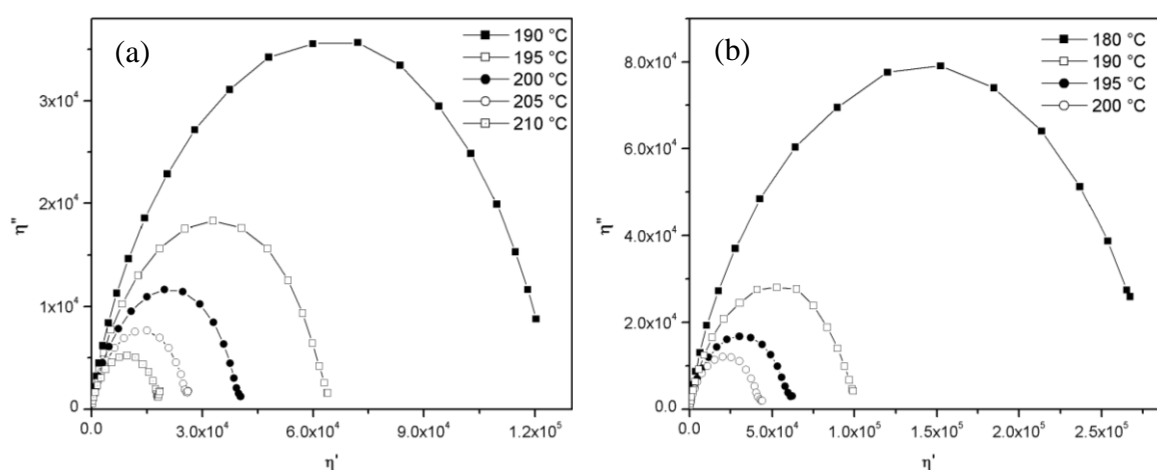 (a)
190 °C
195 °C
200 °C
205 °C
210 °C
3x10⁴
2x10⁴
1x10⁴
0
η''
0.0 3.0x10⁴ 6.0x10⁴ 9.0x10⁴ 1.2x10⁵
η'
(b)
180 °C
190 °C
195 °C
200 °C
8.0x10⁴
6.0x10⁴
4.0x10⁴
2.0x10⁴
0.0
η''
0.0 5.0x10⁴ 1.0x10⁵ 1.5x10⁵ 2.0x10⁵ 2.5x10⁵
η'